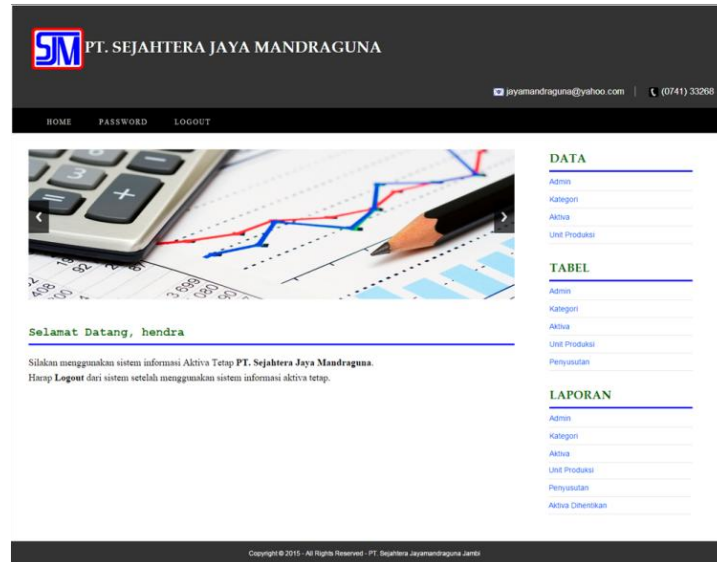 SJM PT. SEJAHTERA JAYA MANDRAGUNA
jayamandraguna@yahoo.com | (0741) 33268
HOME PASSWORD LOGOUT
Selamat Datang, hendra
Silakan menggunakan sistem informasi Aktiva Tetap PT. Sejahtera Jaya Mandraguna.
Harap Logout dari sistem setelah menggunakan sistem informasi aktiva tetap.
DATA
Admin
Kategori
Aktiva
Unit Produksi
TABEL
Admin
Kategori
Aktiva
Unit Produksi
Penyusutan
LAPORAN
Admin
Kategori
Aktiva
Unit Produksi
Penyusutan
Aktiva Dihentikan
Copyright © 2015 - All Rights Reserved - PT. Sejahtera Jayamandraguna Jambi